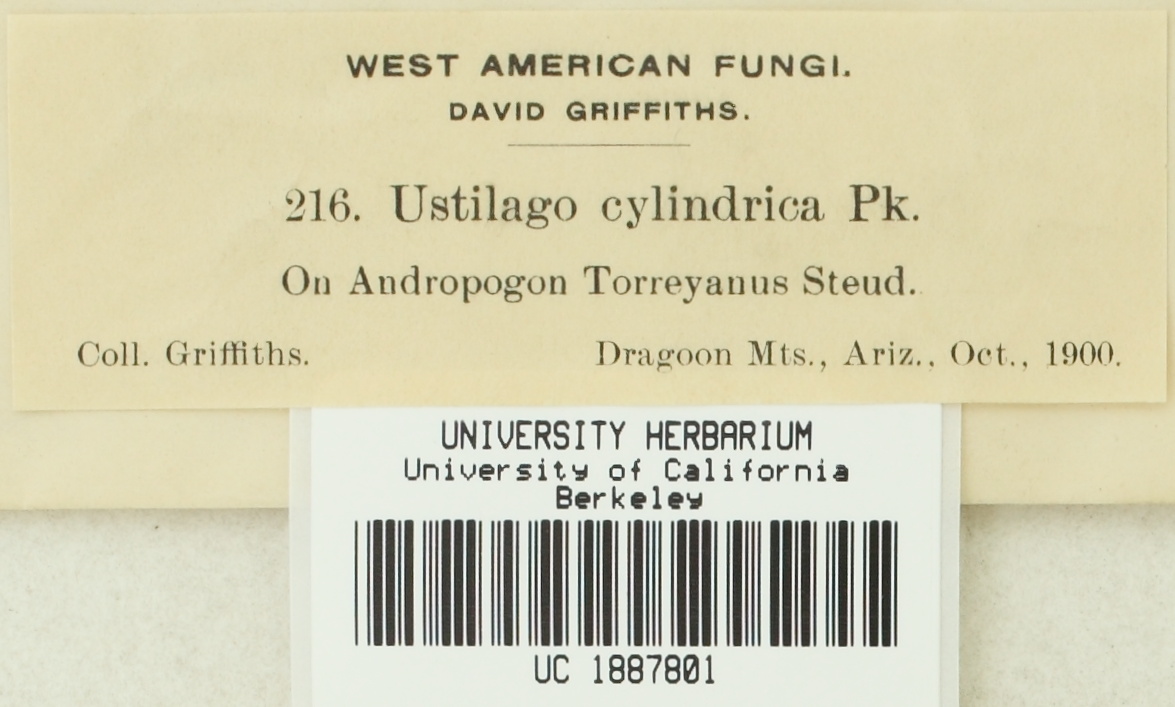 WEST AMERICAN FUNGI.
DAVID GRIFFITHS.
216. Ustilago cylindrica Pk.
On Andropogon Torreyanus Steud.
Coll. Griffiths. Dragoon Mts., Ariz., Oct., 1900.
UNIVERSITY HERBARIUM
University of California
Berkeley
UC 1887801